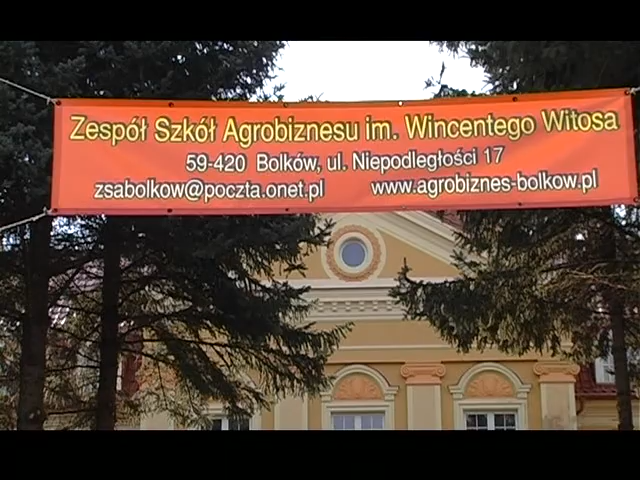 Zespół Szkół Agrobiznesu im. Wincentego Witosa
59-420 Bolków, ul. Niepodległości 17
zsabolkow@poczta.onet.pl www.agrobiznes-bolkow.pl